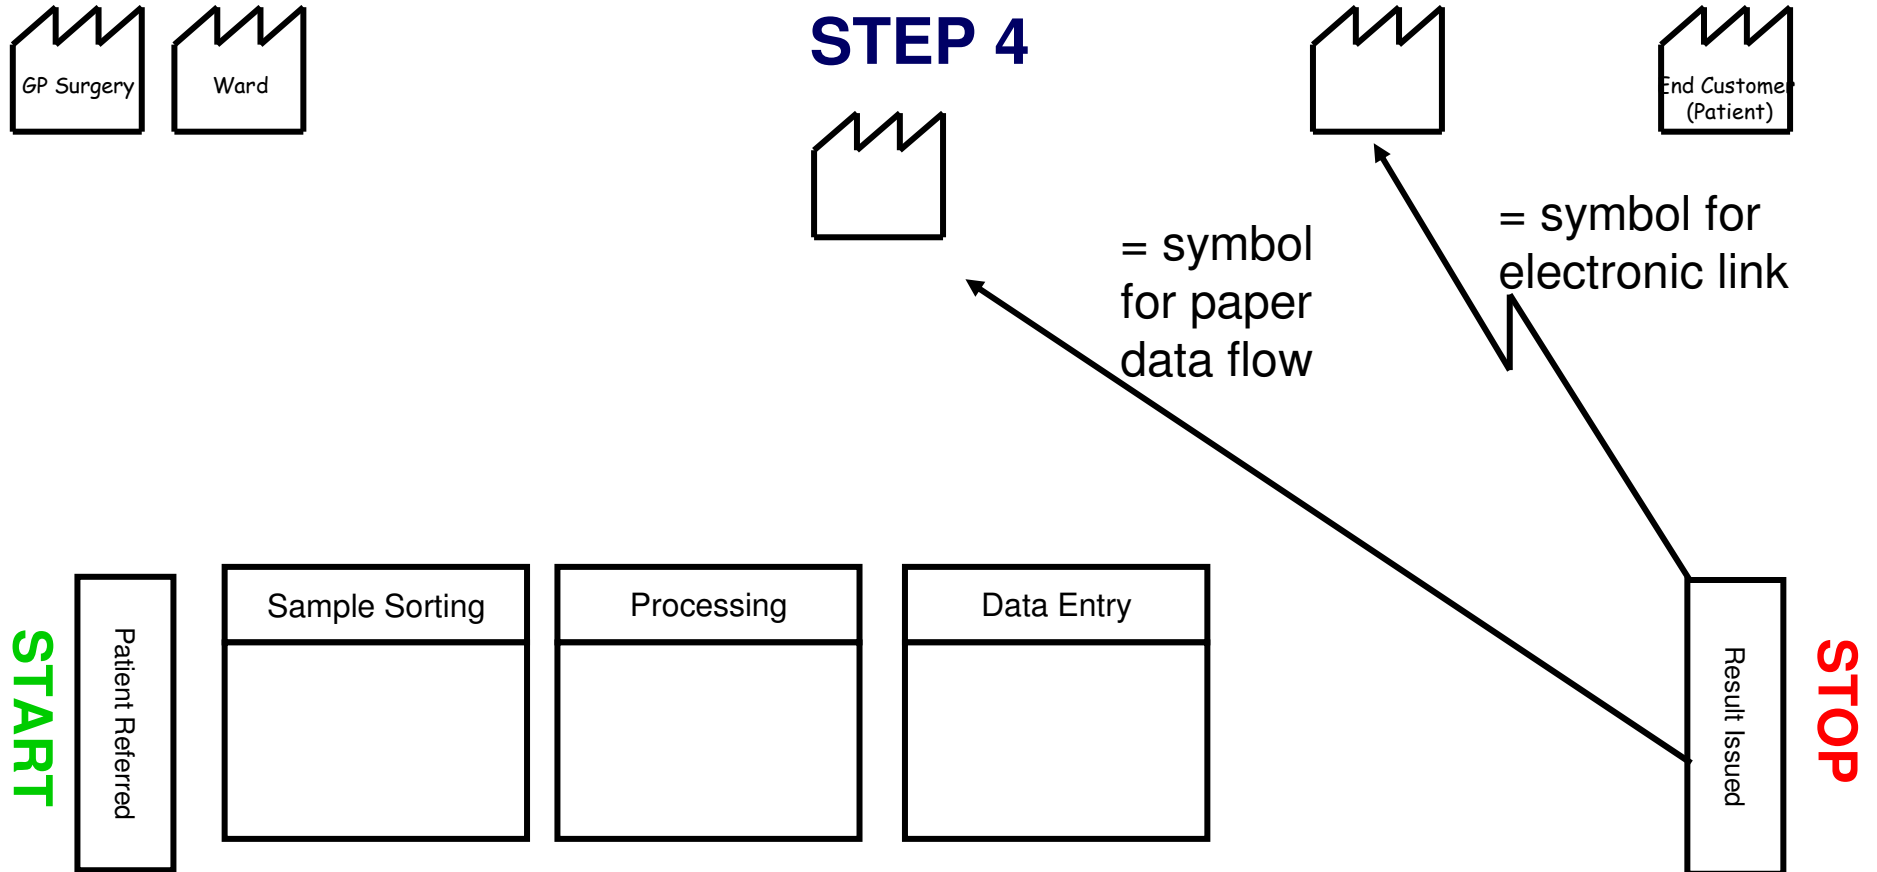 STEP 4
GP Surgery
Ward
End Customer
(Patient)
= symbol
for paper
data flow
= symbol for
electronic link
START
Patient Referred
Sample Sorting
Processing
Data Entry
Result Issued
STOP